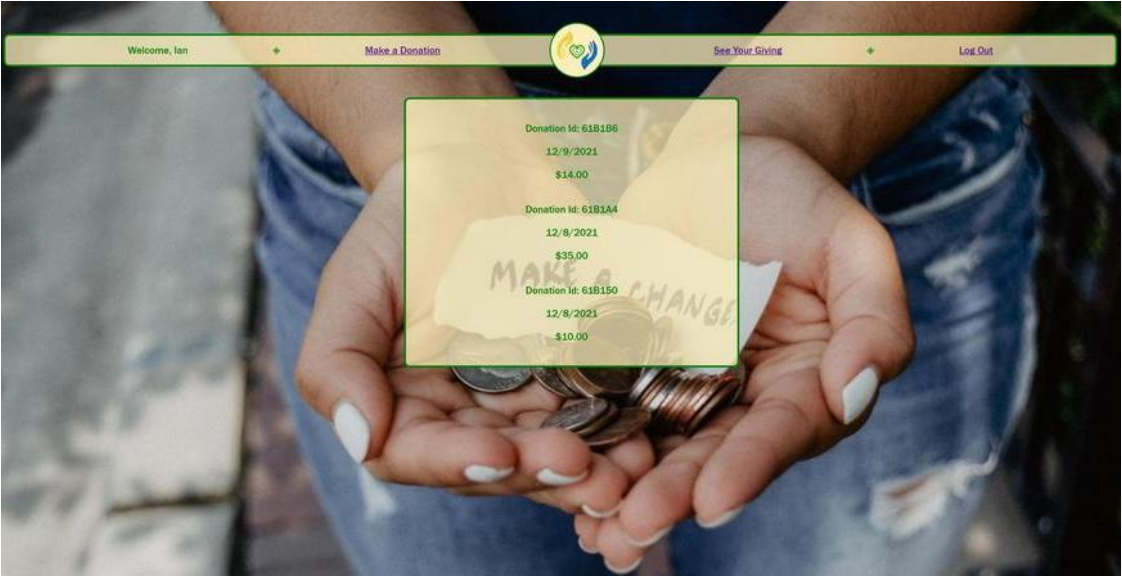 Welcome, Ian + Make a Donation See Your Giving + Log Out
Donation Id: 61B1B6
12/9/2021
$14.00
Donation Id: 61B1A4
12/8/2021
$35.00
MAKE A
CHANGE
Donation Id: 61B150
12/8/2021
$10.00